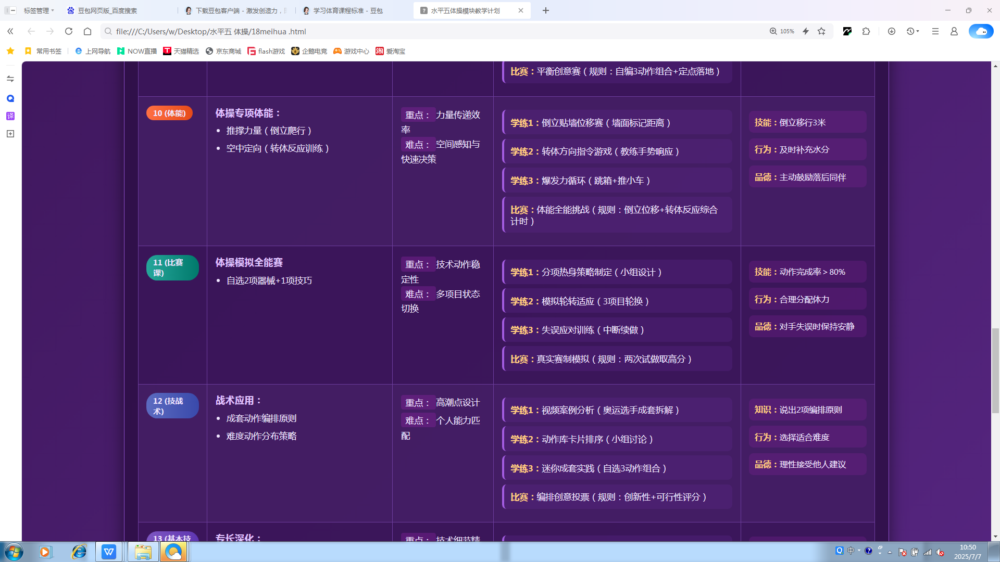 标签管理
豆包网页版_百度搜索
下载豆包客户端 - 激发创造力，
学习体育课程标准 - 豆包
水平五体操模块教学计划
file:///C:/Users/w/Desktop/水平五 体操/18meihua .html
105%
常用书签
上网导航
NOW直播
天猫精选
京东商城
flash游戏
企鹅电竞
游戏中心
爱淘宝
译
比赛：平衡创意赛（规则：自编3动作组合+定点落地）
10 (体能)
体操专项体能：
推撑力量（倒立爬行）
空中定向（转体反应训练）
重点：力量传递效
率
难点：空间感知与
快速决策
学练1：倒立贴墙位移赛（墙面标记距离）
学练2：转体方向指令游戏（教练手势响应）
学练3：爆发力循环（跳箱+推小车）
比赛：体能全能挑战（规则：倒立位移+转体反应综合
计时）
技能：倒立移行3米
行为：及时补充水分
品德：主动鼓励落后同伴
11 (比赛
课)
体操模拟全能赛
自选2项器械+1项技巧
重点：技术动作稳
定性
难点：多项目状态
切换
学练1：分项热身策略制定（小组设计）
学练2：模拟轮转适应（3项目轮换）
学练3：失误应对训练（中断续做）
比赛：真实赛制模拟（规则：两次试做取高分）
技能：动作完成率＞80%
行为：合理分配体力
品德：对手失误时保持安静
12 (技战
术)
战术应用：
成套动作编排原则
难度动作分布策略
重点：高潮点设计
难点：个人能力匹
配
学练1：视频案例分析（奥运选手成套拆解）
学练2：动作库卡片排序（小组讨论）
学练3：迷你成套实践（自选3动作组合）
比赛：编排创意投票（规则：创新性+可行性评分）
知识：说出2项编排原则
行为：选择适合难度
品德：理性接受他人建议
13 (基本技
专长深化：
重点：技术细节精
中
10:50
2025/7/7